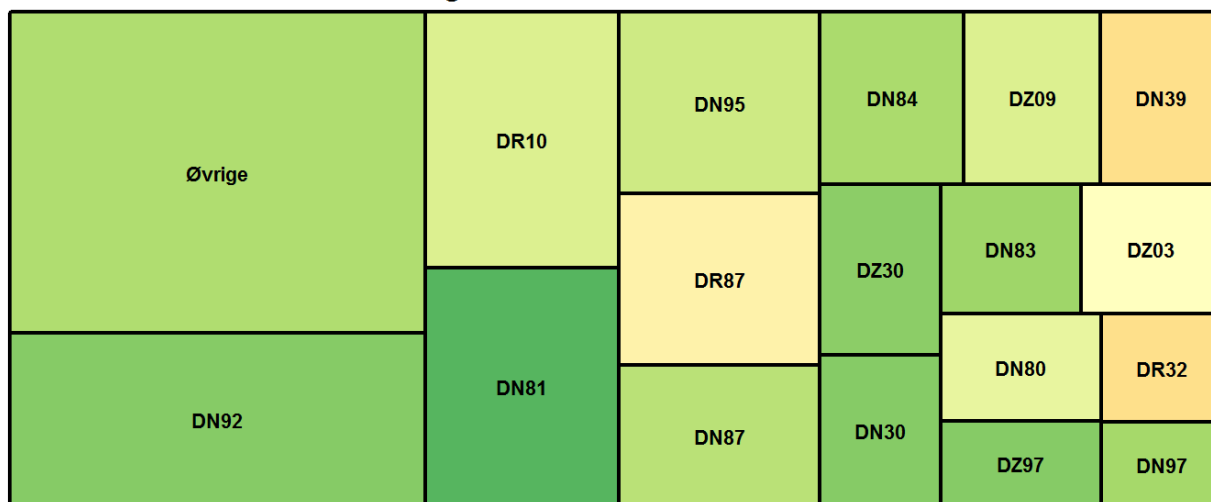 Øvrige
DN92
DR10
DN81
DN95
DR87
DN87
DN84
DZ09
DN39
DZ30
DN83
DZ03
DN30
DN80
DR32
DZ97
DN97